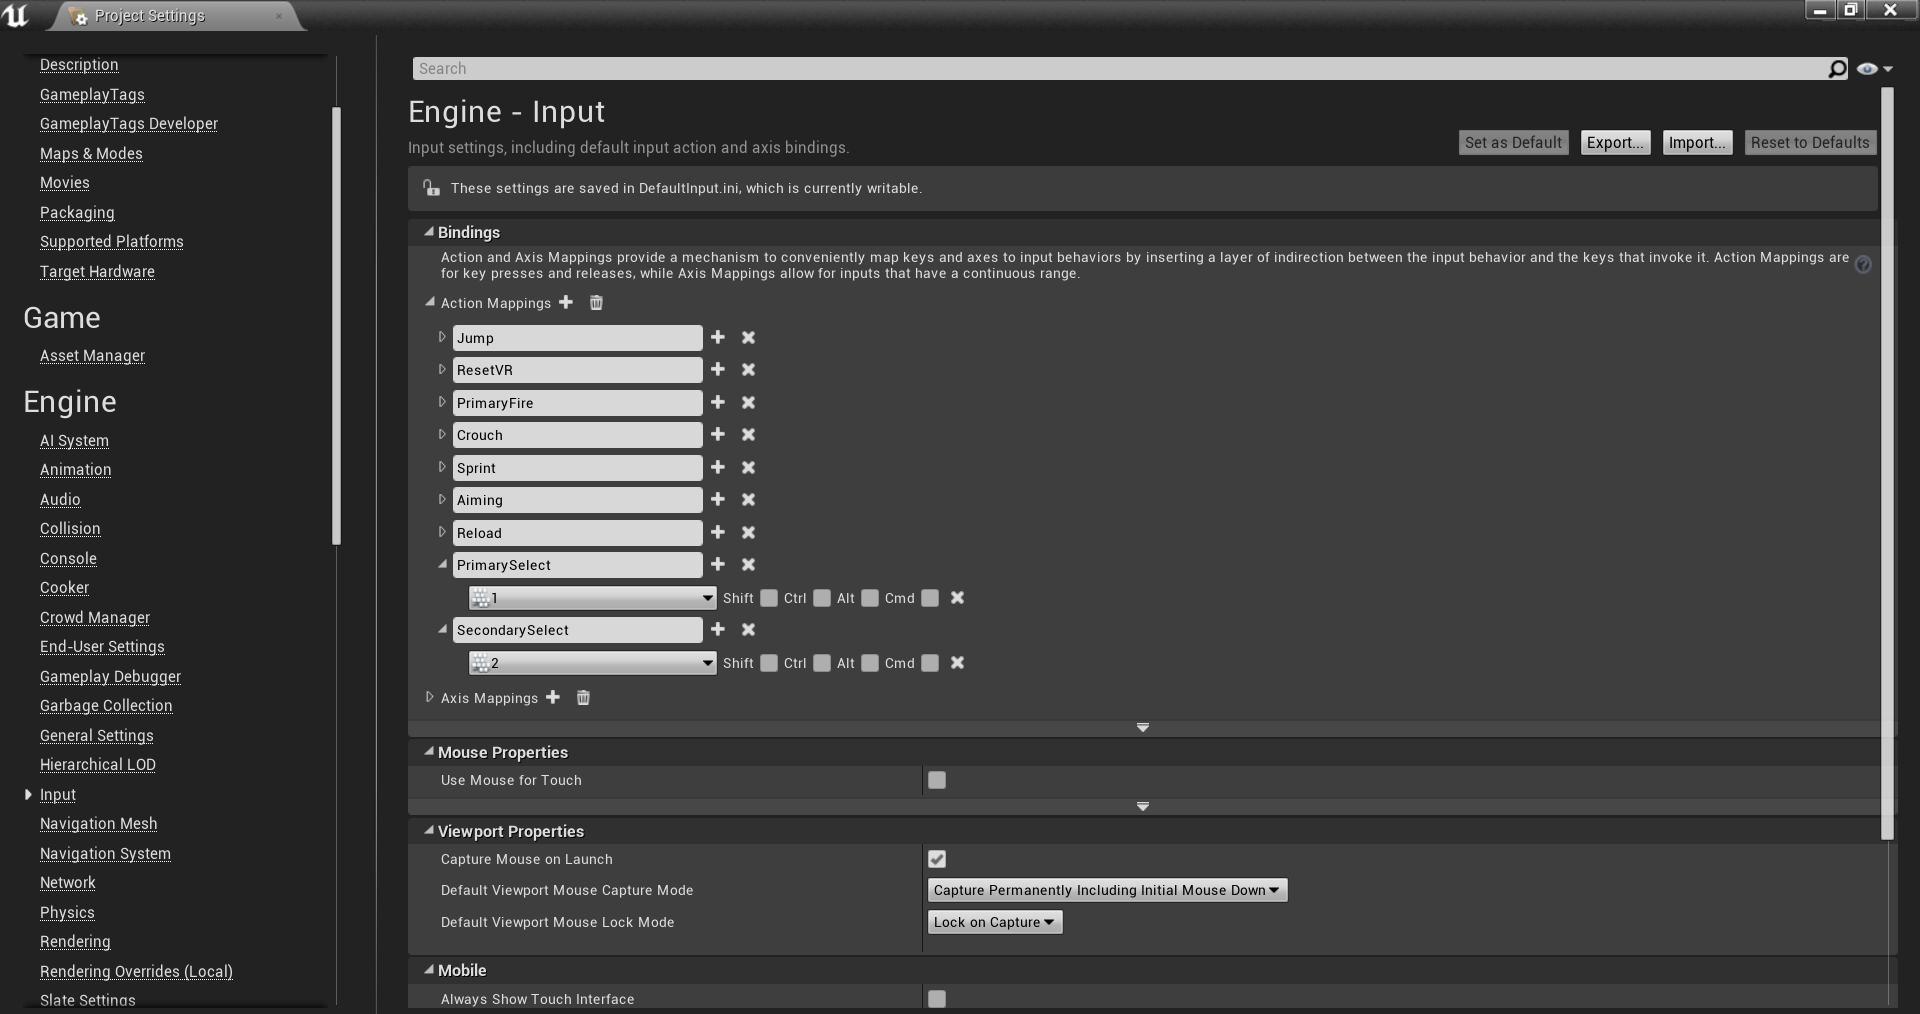 Project Settings
Description
GameplayTags
GameplayTags Developer
Maps & Modes
Movies
Packaging
Supported Platforms
Target Hardware
Game
Asset Manager
Engine
AI System
Animation
Audio
Collision
Console
Cooker
Crowd Manager
End-User Settings
Gameplay Debugger
Garbage Collection
General Settings
Hierarchical LOD
Input
Navigation Mesh
Navigation System
Network
Physics
Rendering
Rendering Overrides (Local)
Slate Settings
Search
Engine - Input
Input settings, including default input action and axis bindings.
Set as Default Export... Import... Reset to Defaults
These settings are saved in DefaultInput.ini, which is currently writable.
Bindings
Action and Axis Mappings provide a mechanism to conveniently map keys and axes to input behaviors by inserting a layer of indirection between the input behavior and the keys that invoke it. Action Mappings are
for key presses and releases, while Axis Mappings allow for inputs that have a continuous range.
Action Mappings
Jump
ResetVR
PrimaryFire
Crouch
Sprint
Aiming
Reload
PrimarySelect
1 Shift Ctrl Alt Cmd
SecondarySelect
2 Shift Ctrl Alt Cmd
Axis Mappings
Mouse Properties
Use Mouse for Touch
Viewport Properties
Capture Mouse on Launch
Default Viewport Mouse Capture Mode Capture Permanently Including Initial Mouse Down
Default Viewport Mouse Lock Mode Lock on Capture
Mobile
Always Show Touch Interface